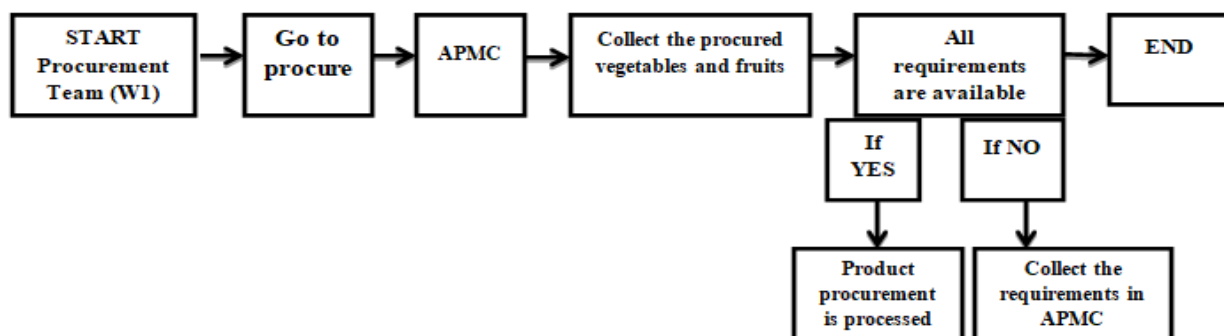 START
Procurement
Team (W1)
Go to
procure
APMC
Collect the procured
vegetables and fruits
All
requirements
are available
END
If
YES
If NO
Product
procurement
is processed
Collect the
requirements in
APMC